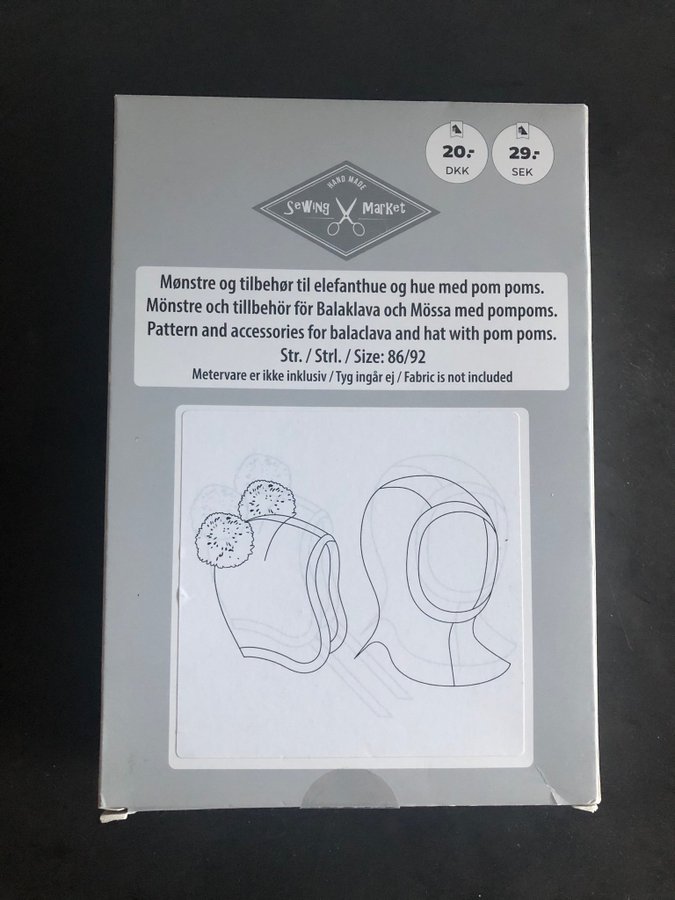 20.-
DKK
29:-
SEK
HAND MADE
Sewing Market
Mønstre og tilbehør til elefanthue og hue med pom poms.
Mönstre och tillbehör för Balaklava och Mössa med pompoms.
Pattern and accessories for balaclava and hat with pom poms.
Str. / Strl. / Size: 86/92
Metervare er ikke inklusiv / Tyg ingår ej / Fabric is not included